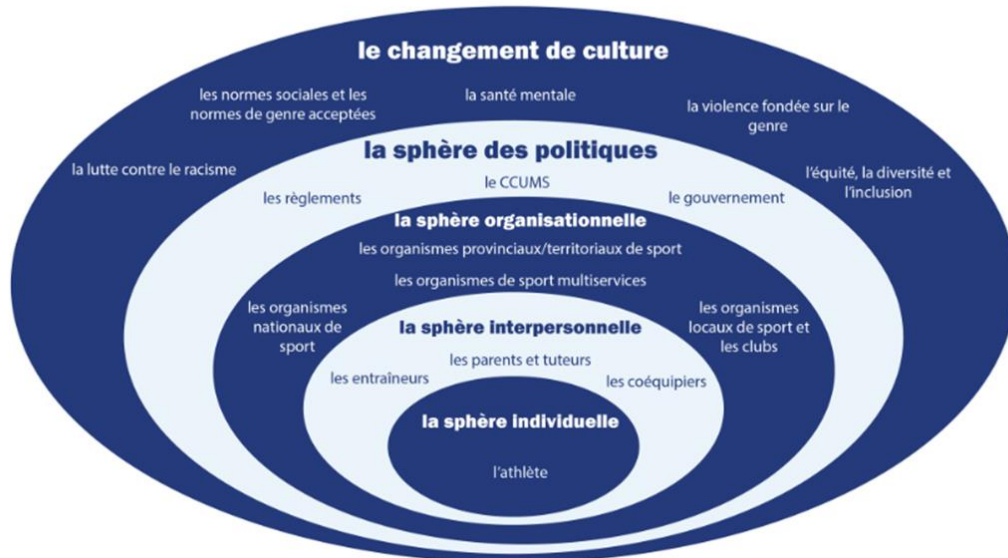 le changement de culture
les normes sociales et les
normes de genre acceptées
la santé mentale
la violence fondée sur le
genre
la lutte contre le racisme
l'équité, la diversité et
l'inclusion
la sphère des politiques
les règlements
le CCUMS
le gouvernement
la sphère organisationnelle
les organismes provinciaux/territoriaux de sport
les organismes de sport multiservices
les organismes
nationaux de
sport
les organismes
locaux de sport et
les clubs
la sphère interpersonnelle
les parents et tuteurs
les entraîneurs
les coéquipiers
la sphère individuelle
l'athlète